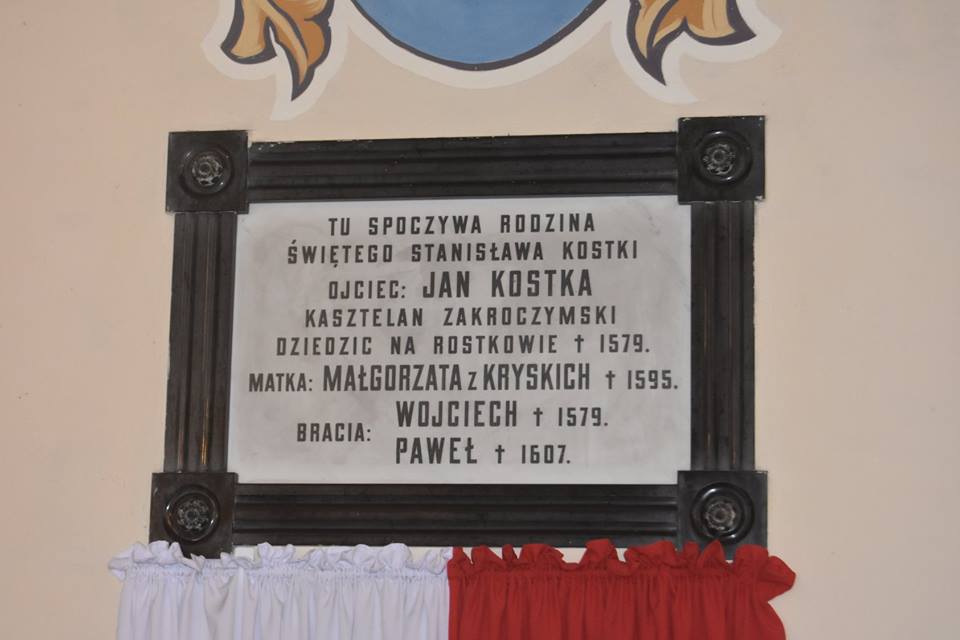 TU SPOCZYWA RODZINA
ŚWIĘTEGO STANISŁAWA KOSTKI
OJCIEC: JAN KOSTKA
KASZTELAN ZAKROCZYMSKI
DZIEDZIC NA ROSTKOWIE † 1579.
MATKA: MAŁGORZATA z KRYSKICH † 1595.
BRACIA: WOJCIECH † 1579.
PAWEŁ † 1607.